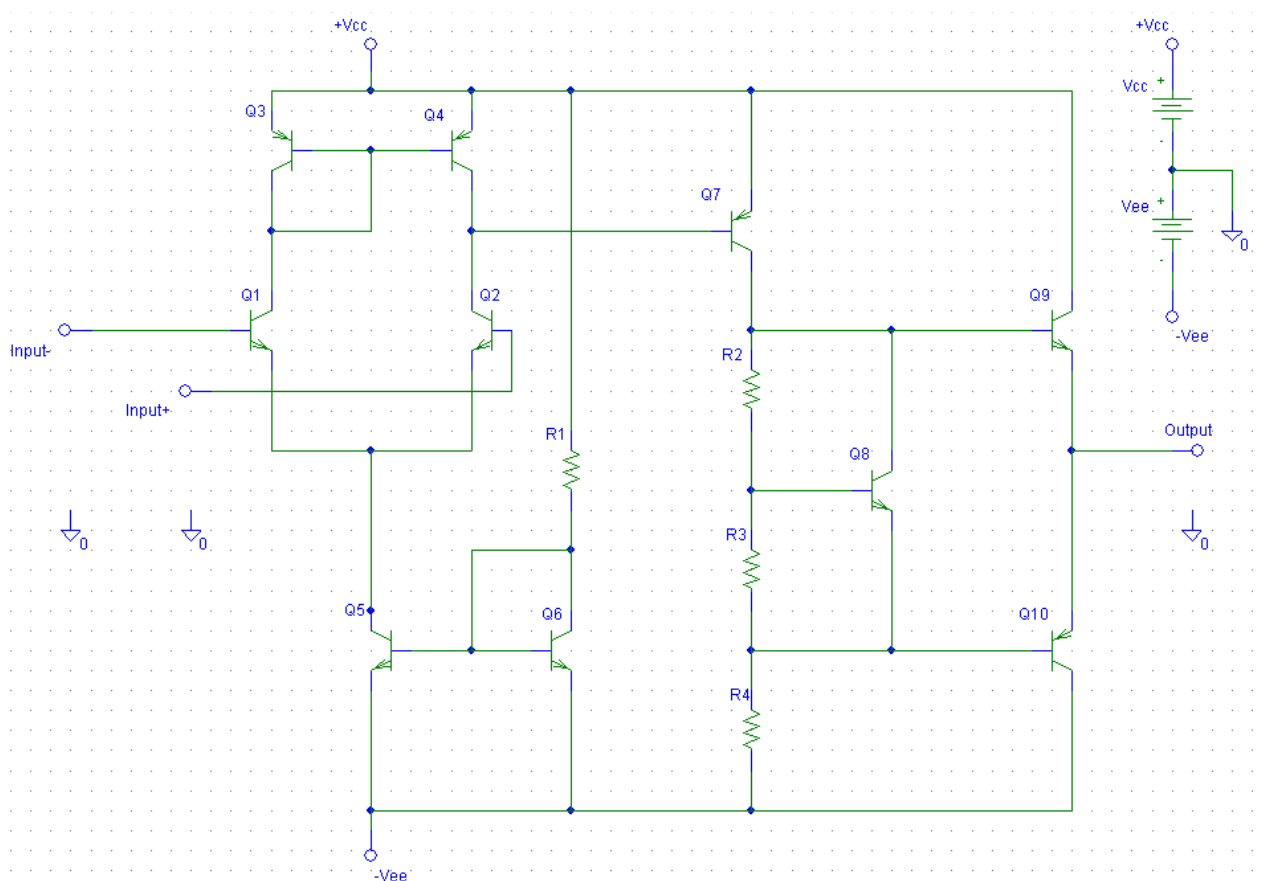 +Vcc
+Vcc
Q3
Q4
Vcc
+
-
Q7
Vee
+
-
0
Q1
Q2
Q9
Input-
-Vee
R2
Input+
R1
Output
Q8
R3
0
0
0
Q5
Q6
Q10
R4
-Vee